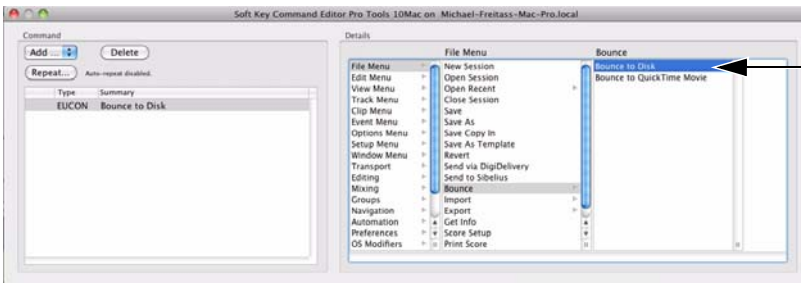 Soft Key Command Editor Pro Tools 10Mac on Michael-Freitass-Mac-Pro.local
Command
Add ...
Delete
Repeat...
Auto-repeat disabled.
Type Summary
EUCON Bounce to Disk
Details
File Menu
Bounce
File Menu
Edit Menu
View Menu
Track Menu
Clip Menu
Event Menu
Options Menu
Setup Menu
Window Menu
Transport
Editing
Mixing
Groups
Navigation
Automation
Preferences
OS Modifiers
New Session
Open Session
Open Recent
Close Session
Save
Save As
Save Copy In
Save As Template
Revert
Send via DigiDelivery
Send to Sibelius
Bounce
Import
Export
Get Info
Score Setup
Print Score
Bounce to Disk
Bounce to QuickTime Movie